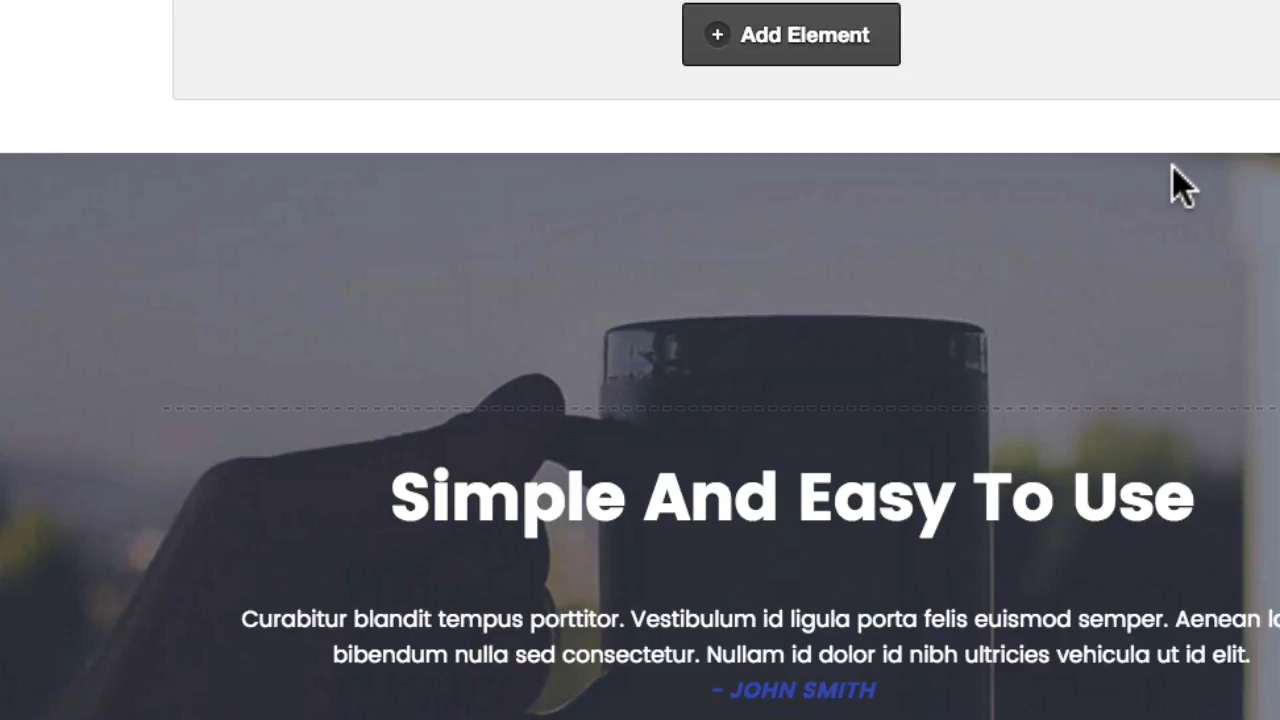 Add Element
Simple And Easy To Use
Curabitur blandit tempus porttitor. Vestibulum id ligula porta felis euismod semper. Aenean
bibendum nulla sed consectetur. Nullam id dolor id nibh ultricies vehicula ut id elit.
- JOHN SMITH